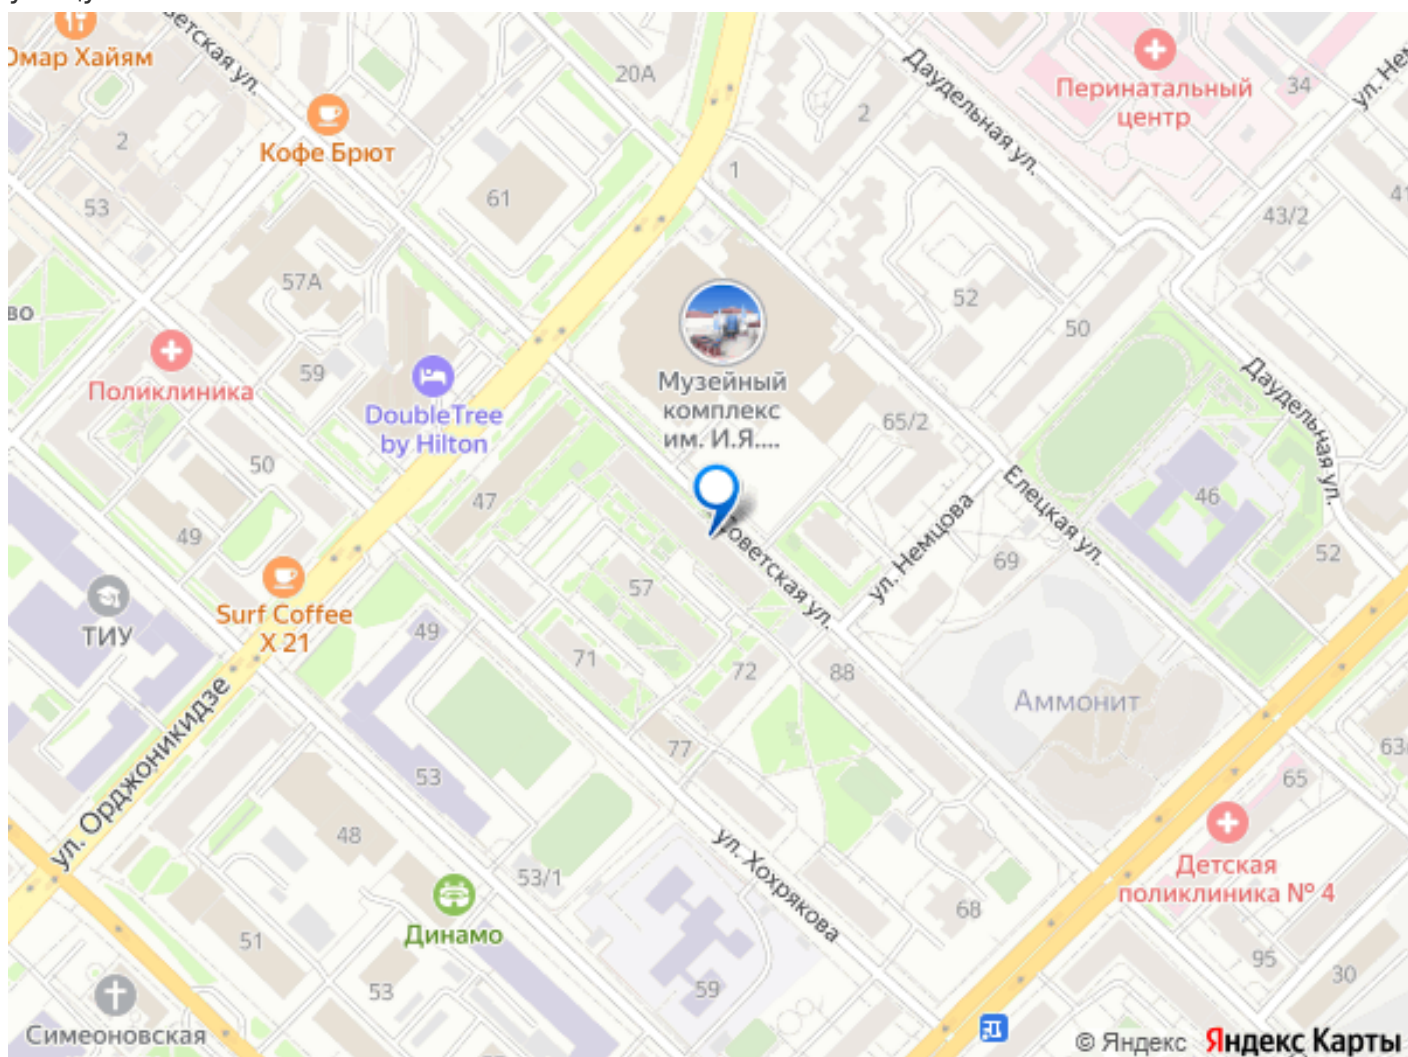 Омар Хайям
ветская ул.
Кофе Брют
20А
Даудельная ул.
Перинатальный
центр
34
ул. Нем
2
2
1
61
53
41
43/2
57А
52
50
во
Поликлиника
59
DoubleTree
by Hilton
Музейный
комплекс
им. И.Я....
65/2
Даудельная ул.
50
47
49
Советская ул.
ул. Немцова
Елецкая ул.
46
52
69
Surf Coffee
X 21
ТИУ
57
49
71
72
88
Аммонит
ул. Орджоникидзе
77
53
63
65
48
53/1
ул. Хохрякова
Детская
поликлиника № 4
68
Динамо
51
53
59
95
30
Симеоновская
© Яндекс Яндекс Карты